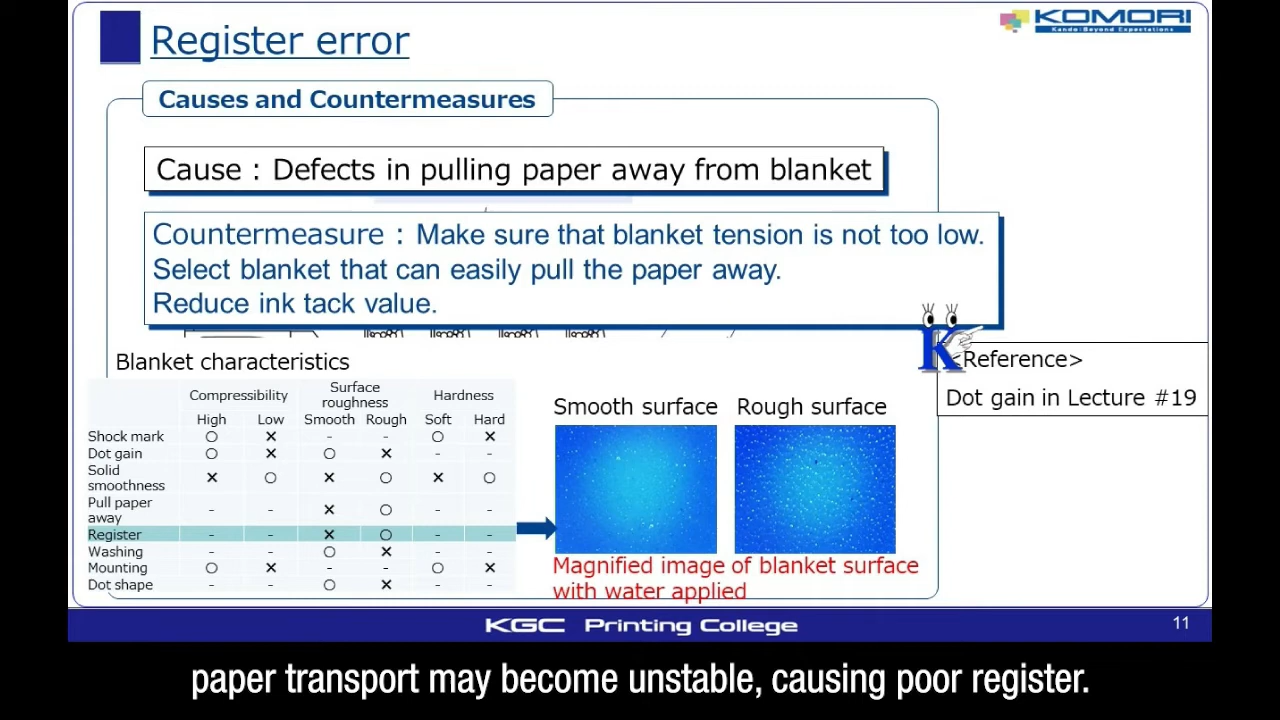 Register error
KOMORI
Kando: Beyond Expectations
Causes and Countermeasures
Cause : Defects in pulling paper away from blanket
Countermeasure : Make sure that blanket tension is not too low.
Select blanket that can easily pull the paper away.
Reduce ink tack value.
K
<Reference>
Dot gain in Lecture #19
Blanket characteristics
Compressibility Surface roughness Hardness
High Low Smooth Rough Soft Hard
Shock mark ○ × - - ○ ×
Dot gain ○ × ○ × - -
Solid smoothness × ○ × ○ × ○
Pull paper away - - × ○ - -
Register - - × ○ - -
Washing - - ○ × - -
Mounting ○ × - - ○ ×
Dot shape - - ○ × - -
Smooth surface Rough surface
Magnified image of blanket surface
with water applied
KGC Printing College
11
paper transport may become unstable, causing poor register.